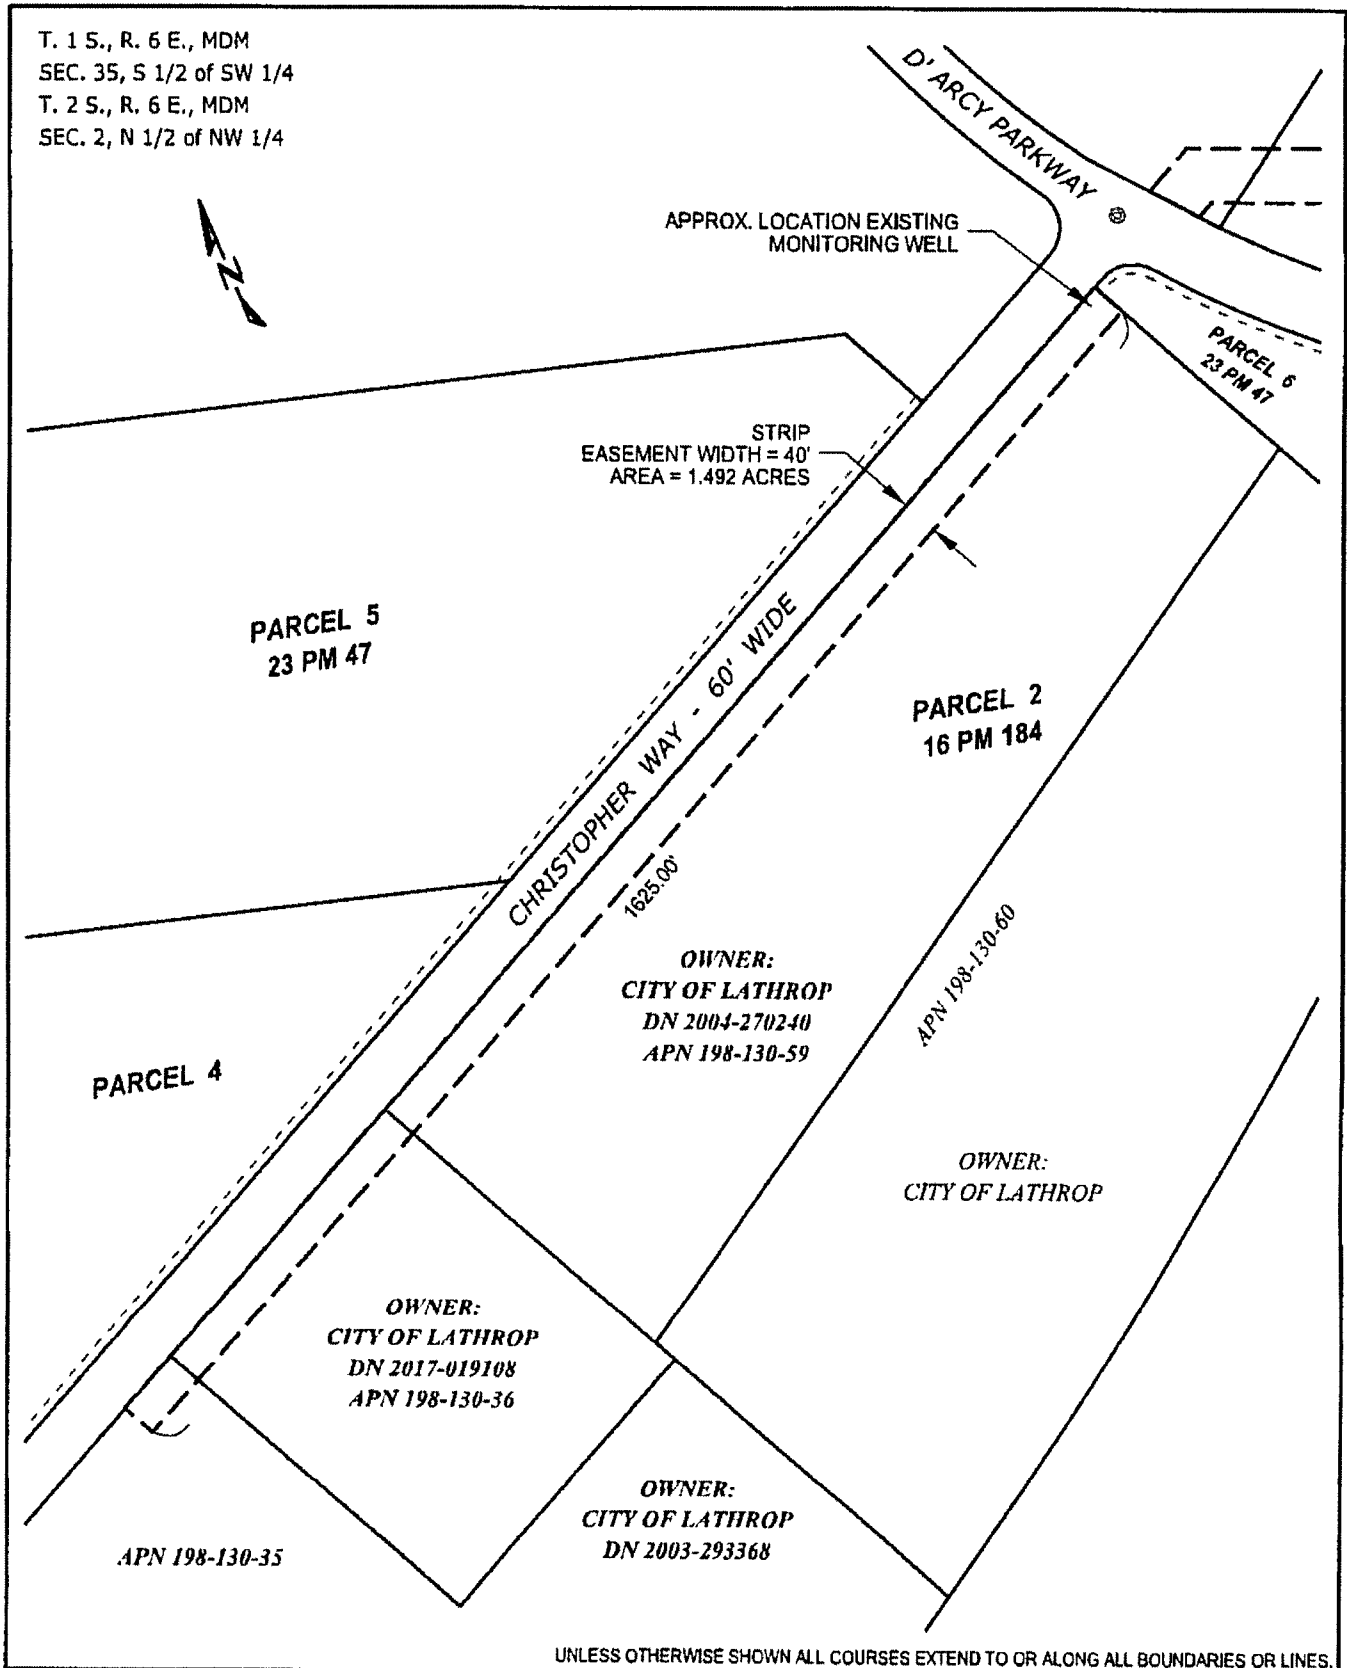 T. 1 S., R. 6 E., MDM
SEC. 35, S 1/2 of SW 1/4
T. 2 S., R. 6 E., MDM
SEC. 2, N 1/2 of NW 1/4
D' ARCY PARKWAY
N
APPROX. LOCATION EXISTING
MONITORING WELL
PARCEL 6
23 PM 47
STRIP
EASEMENT WIDTH = 40'
AREA = 1.492 ACRES
PARCEL 5
23 PM 47
CHRISTOPHER WAY - 60' WIDE
PARCEL 2
16 PM 184
1625.00'
OWNER:
CITY OF LATHROP
DN 2004-270240
APN 198-130-59
APN 198-130-60
PARCEL 4
OWNER:
CITY OF LATHROP
OWNER:
CITY OF LATHROP
DN 2017-019108
APN 198-130-36
OWNER:
CITY OF LATHROP
DN 2003-293368
APN 198-130-35
UNLESS OTHERWISE SHOWN ALL COURSES EXTEND TO OR ALONG ALL BOUNDARIES OR LINES.